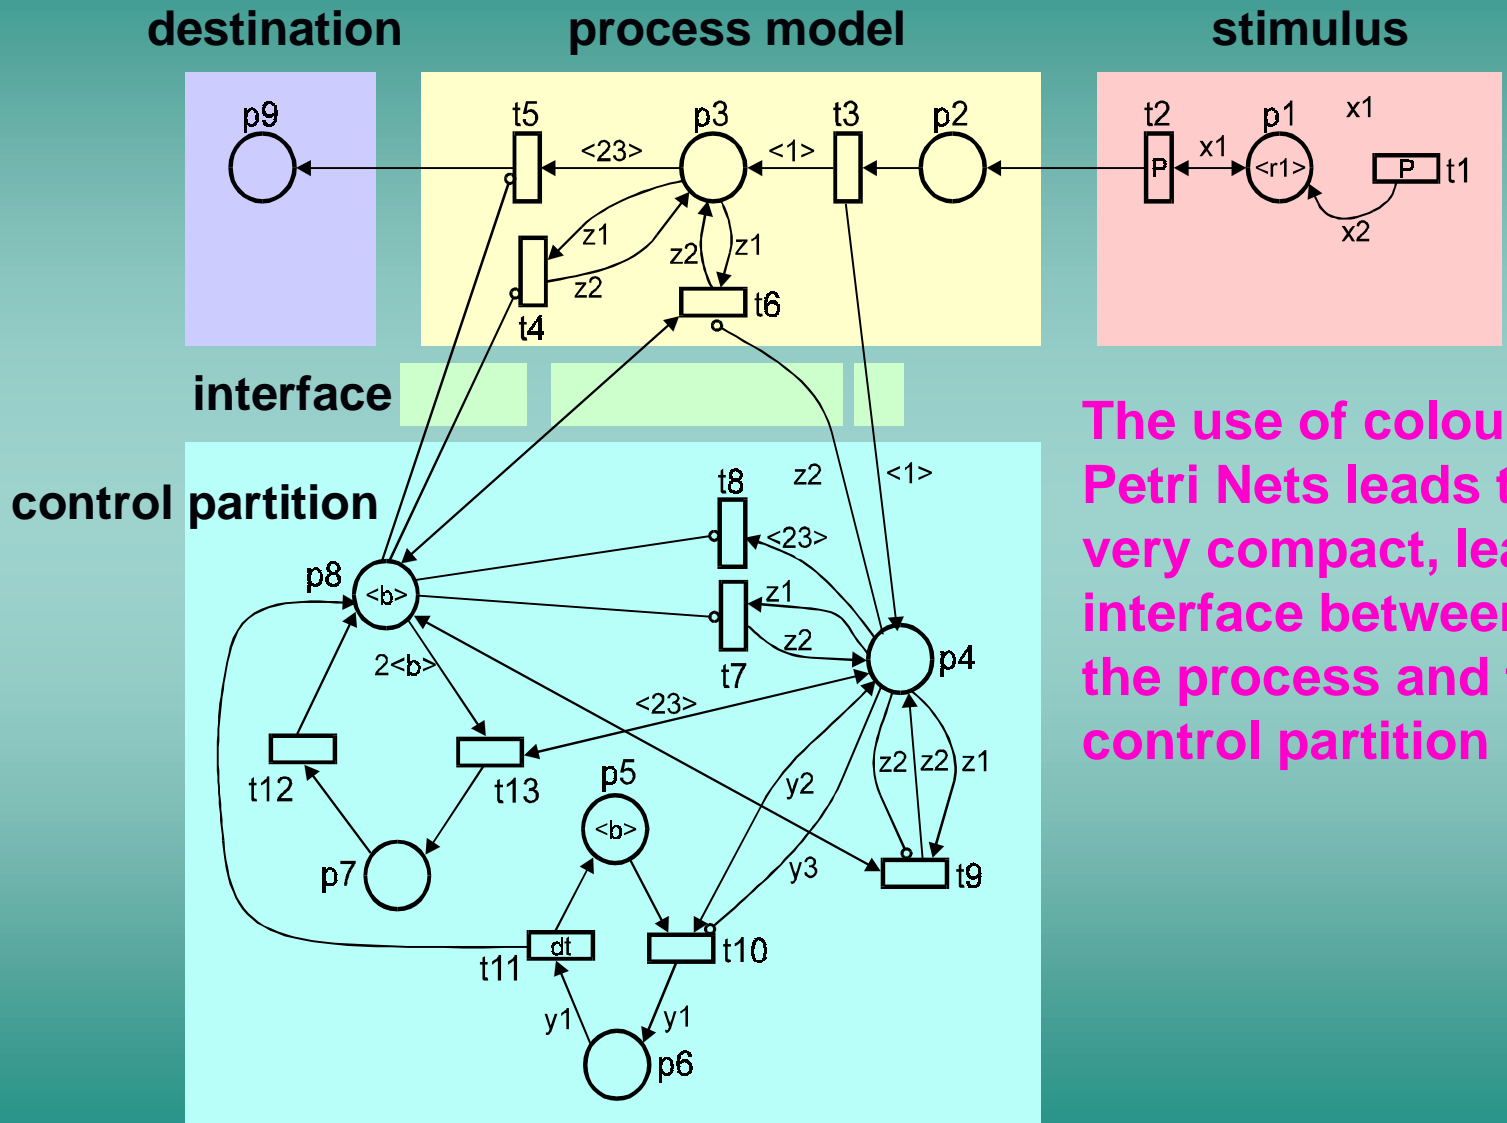 destination process model stimulus
p9 t5 p3 t3 p2 t2 p1 x1
<23> <1> x1
P <r1> P t1
z1 z2 z1 x2
z2 t6
t4
interface
The use of colou
control partition t8 z2 <1>
Petri Nets leads
<23>
very compact,
p8 <b> z1
interface between
z2
2<b> t7 p4
the process and
<23>
control partition
t12 t13 p5 y2 z2 z2 z1
<b>
p7 y3 t9
dt t10
t11
y1 y1
p6